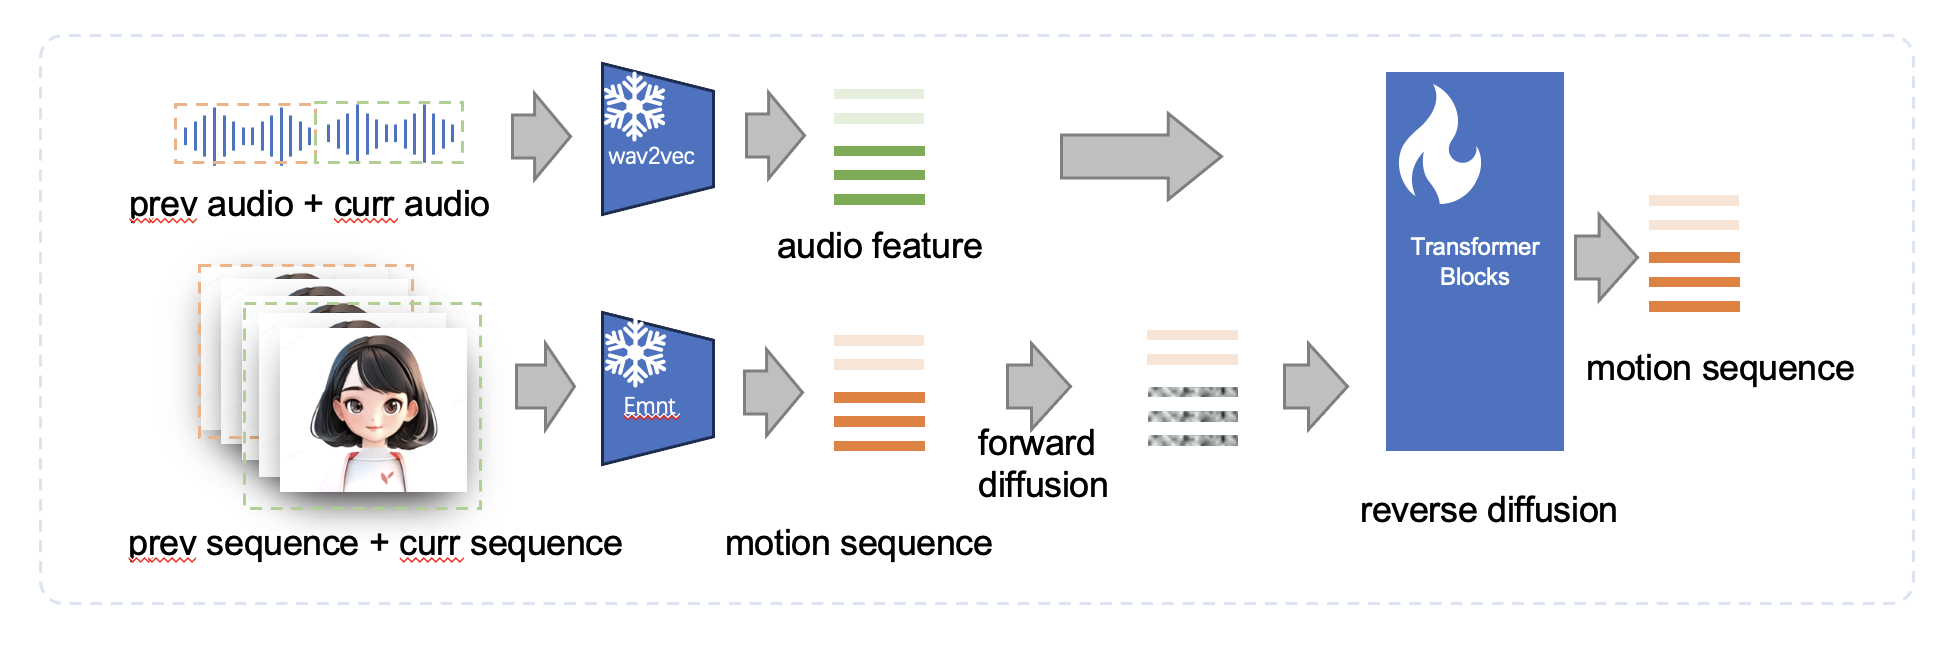 prev audio + curr audio
wav2vec
audio feature
Transformer
Blocks
motion sequence
Emnt
forward
diffusion
reverse diffusion
prev sequence + curr sequence
motion sequence